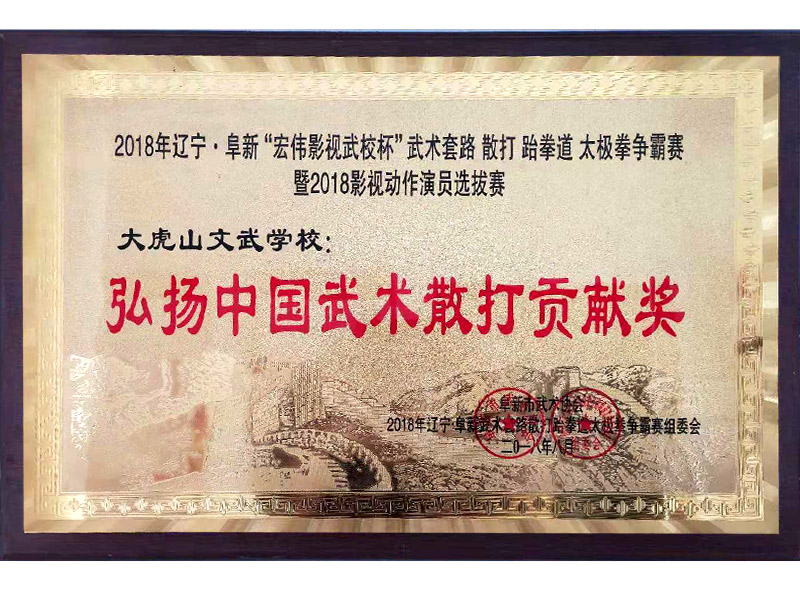 2018年辽宁·阜新“宏伟影视武校杯”武术套路 散打 跆拳道 太极拳争霸赛
暨2018影视动作演员选拔赛
大虎山文武学校：
弘扬中国武术散打贡献奖
阜新市武术协会
2018年辽宁·阜新武术套路散打跆拳道太极拳争霸赛组委会
二〇一八年八月